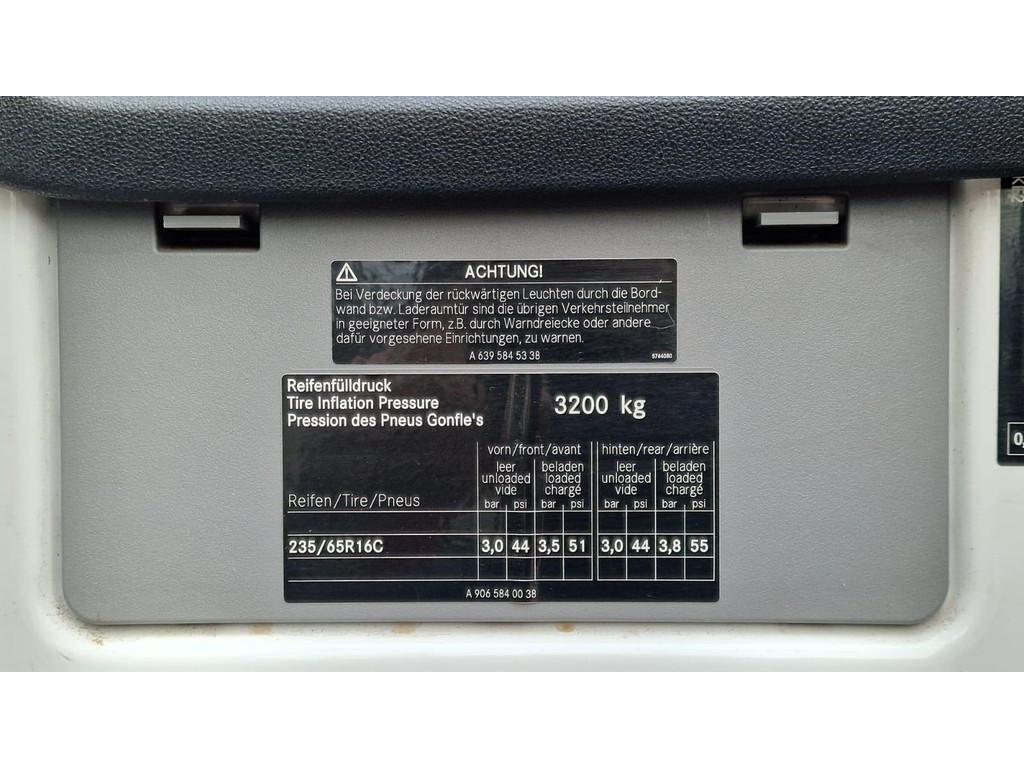 ACHTUNG!
Bei Verdeckung der rückwärtigen Leuchten durch die Bord-
wand bzw. Laderaumtür sind die übrigen Verkehrsteilnehmer
in geeigneter Form, z.B. durch Warndreiecke oder andere
dafür vorgesehene Einrichtungen, zu warnen.
A 639 584 53 38
5764080
Reifenfülldruck
Tire Inflation Pressure
Pression des Pneus Gonfle's
3200 kg
vorn/front/avant hinten/rear/arrière
leer beladen leer beladen
unloaded loaded unloaded loaded
vide chargé vide chargé
Reifen/Tire/Pneus bar psi bar psi bar psi bar psi
235/65R16C 3,0 44 3,5 51 3,0 44 3,8 55
A 906 584 00 38
0,